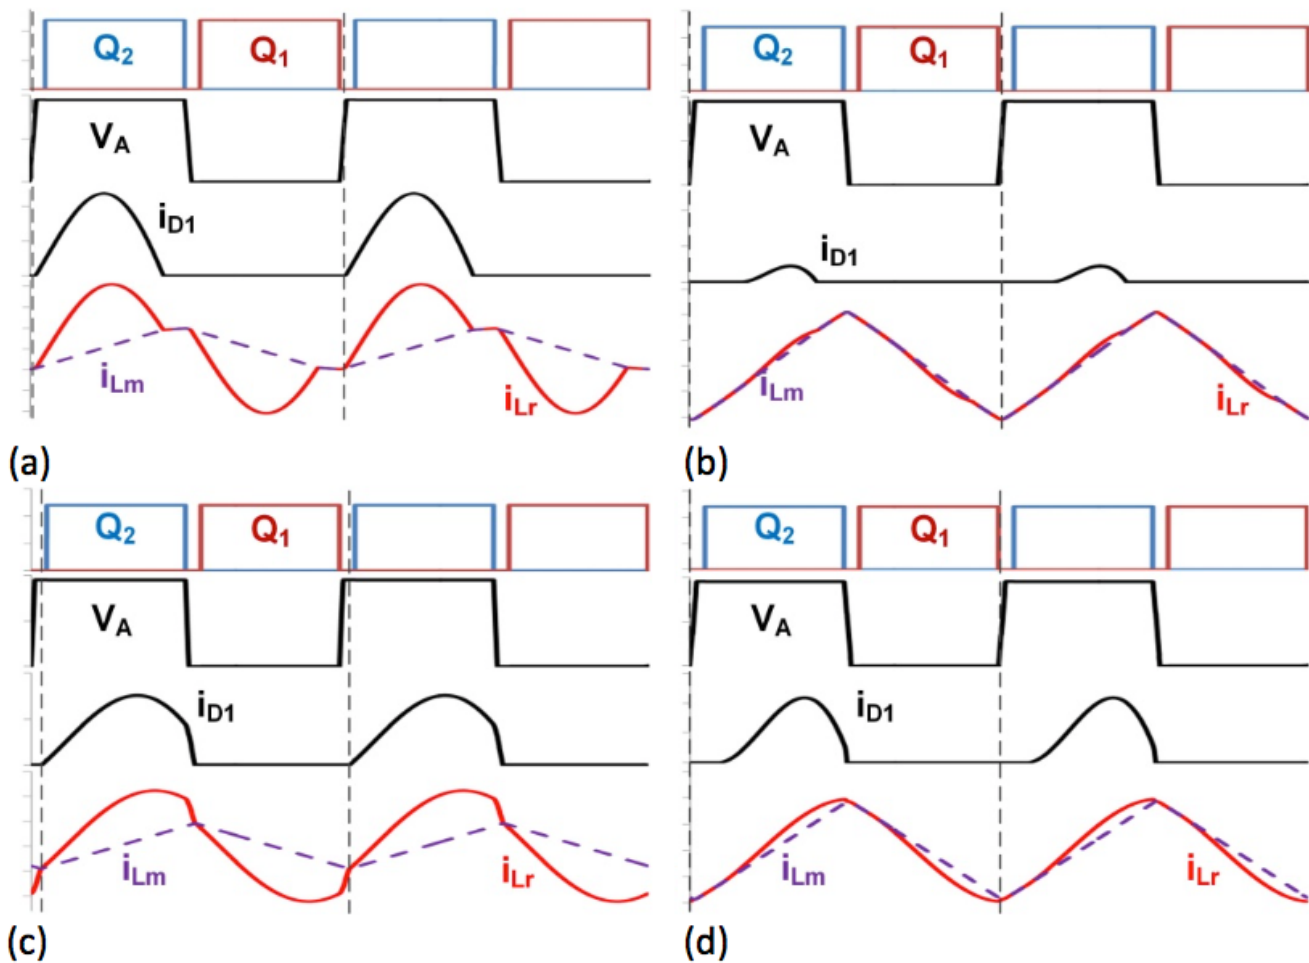 Q2 Q1
VA
iD1
iLm iLr
(a)
Q2 Q1
VA
iD1
iLm iLr
(b)
Q2 Q1
VA
iD1
iLm iLr
(c)
Q2 Q1
VA
iD1
iLm iLr
(d)